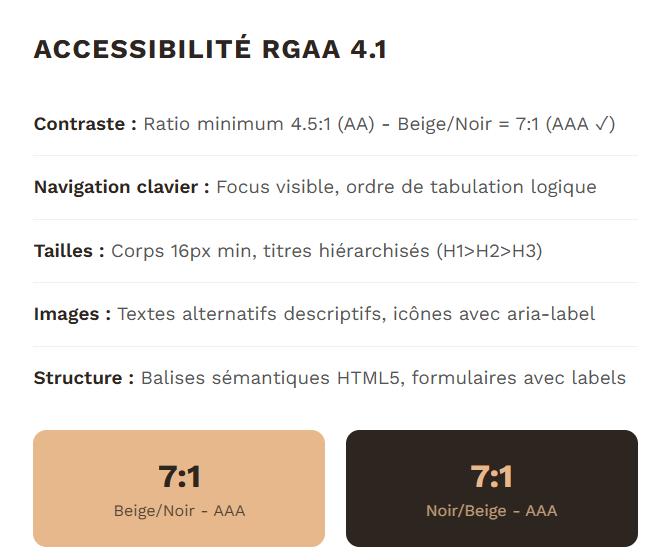 ACCESSIBILITÉ RGAA 4.1
Contraste : Ratio minimum 4.5:1 (AA) - Beige/Noir = 7:1 (AAA ✓)
Navigation clavier : Focus visible, ordre de tabulation logique
Tailles : Corps 16px min, titres hiérarchisés (H1>H2>H3)
Images : Textes alternatifs descriptifs, icônes avec aria-label
Structure : Balises sémantiques HTML5, formulaires avec labels
7:1
Beige/Noir - AAA
7:1
Noir/Beige - AAA